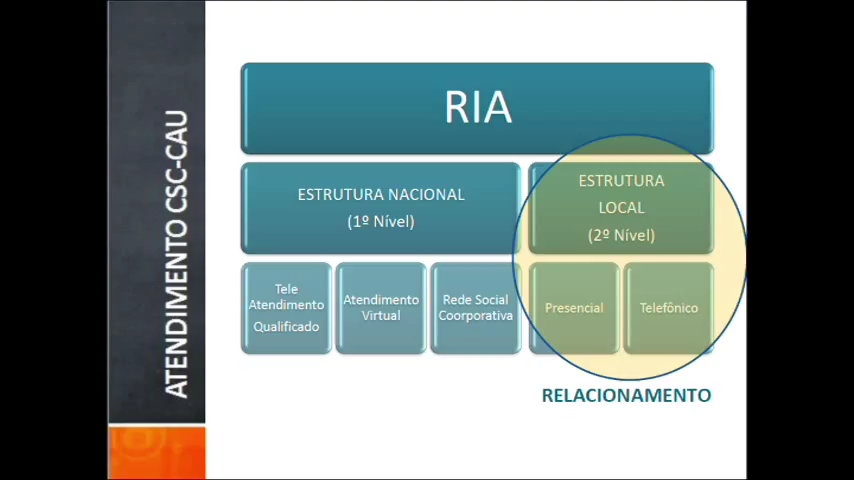 ATENDIMENTO CSC-CAU
RIA
ESTRUTURA NACIONAL
(1º Nível)
ESTRUTURA
LOCAL
(2º Nível)
Tele
Atendimento
Qualificado
Atendimento
Virtual
Rede Social
Coorporativa
Presencial
Telefônico
RELACIONAMENTO